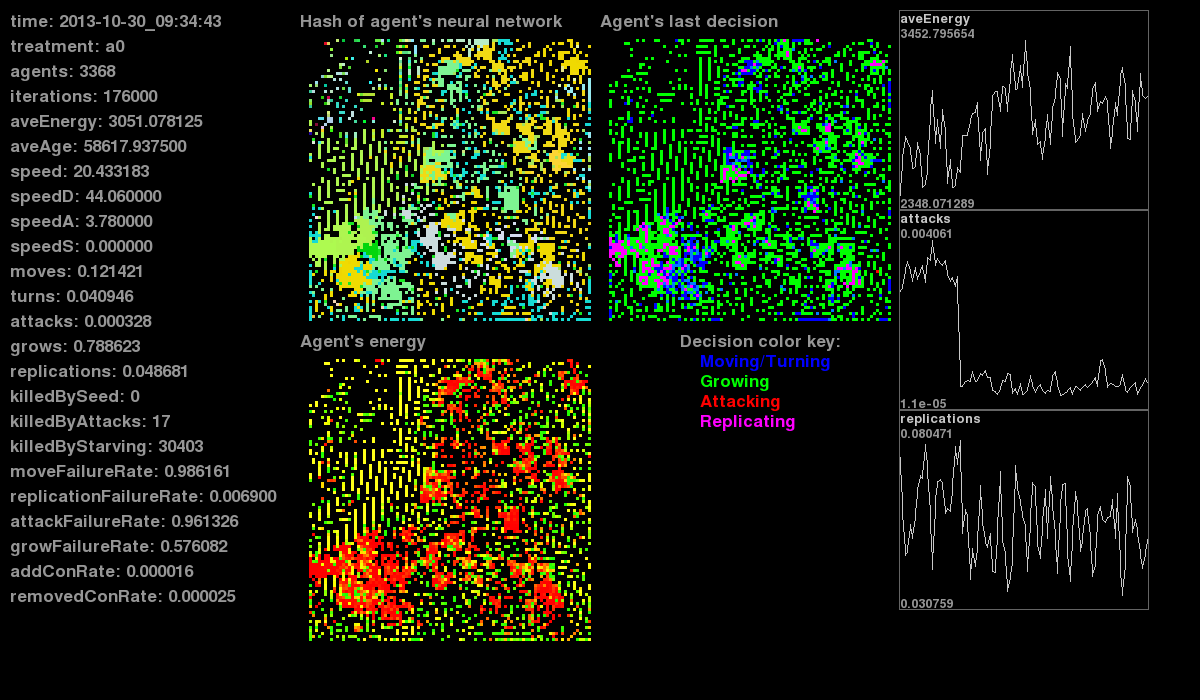 time: 2013-10-30_09:34:43
treatment: a0
agents: 3368
iterations: 176000
aveEnergy: 3051.078125
aveAge: 58617.937500
speed: 20.433183
speedD: 44.060000
speedA: 3.780000
speedS: 0.000000
moves: 0.121421
turns: 0.040946
attacks: 0.000328
grows: 0.788623
replications: 0.048681
killedBySeed: 0
killedByAttacks: 17
killedByStarving: 30403
moveFailureRate: 0.986161
replicationFailureRate: 0.006900
attackFailureRate: 0.961326
growFailureRate: 0.576082
addConRate: 0.000016
removedConRate: 0.000025
Hash of agent's neural network
Agent's last decision
Agent's energy
Decision color key:
Moving/Turning
Growing
Attacking
Replicating
aveEnergy
3452.795654
2348.071289
attacks
0.004061
1.1e-05
replications
0.080471
0.030759